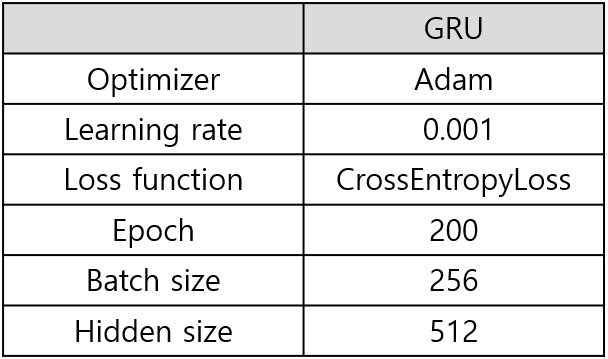 GRU
Optimizer Adam
Learning rate 0.001
Loss function CrossEntropyLoss
Epoch 200
Batch size 256
Hidden size 512